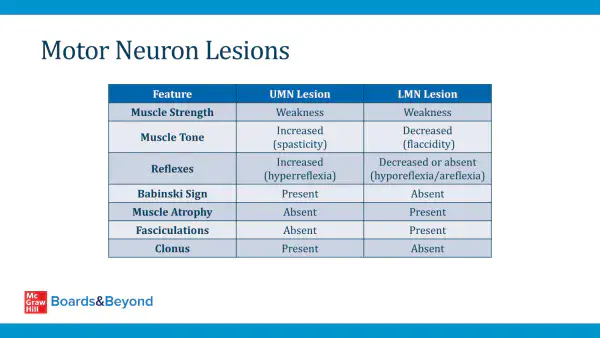 Motor Neuron Lesions
Feature UMN Lesion LMN Lesion
Muscle Strength Weakness Weakness
Muscle Tone Increased (spasticity) Decreased (flaccidity)
Reflexes Increased (hyperreflexia) Decreased or absent (hyporeflexia/areflexia)
Babinski Sign Present Absent
Muscle Atrophy Absent Present
Fasciculations Absent Present
Clonus Present Absent
Mc
Graw
Hill
Boards&Beyond